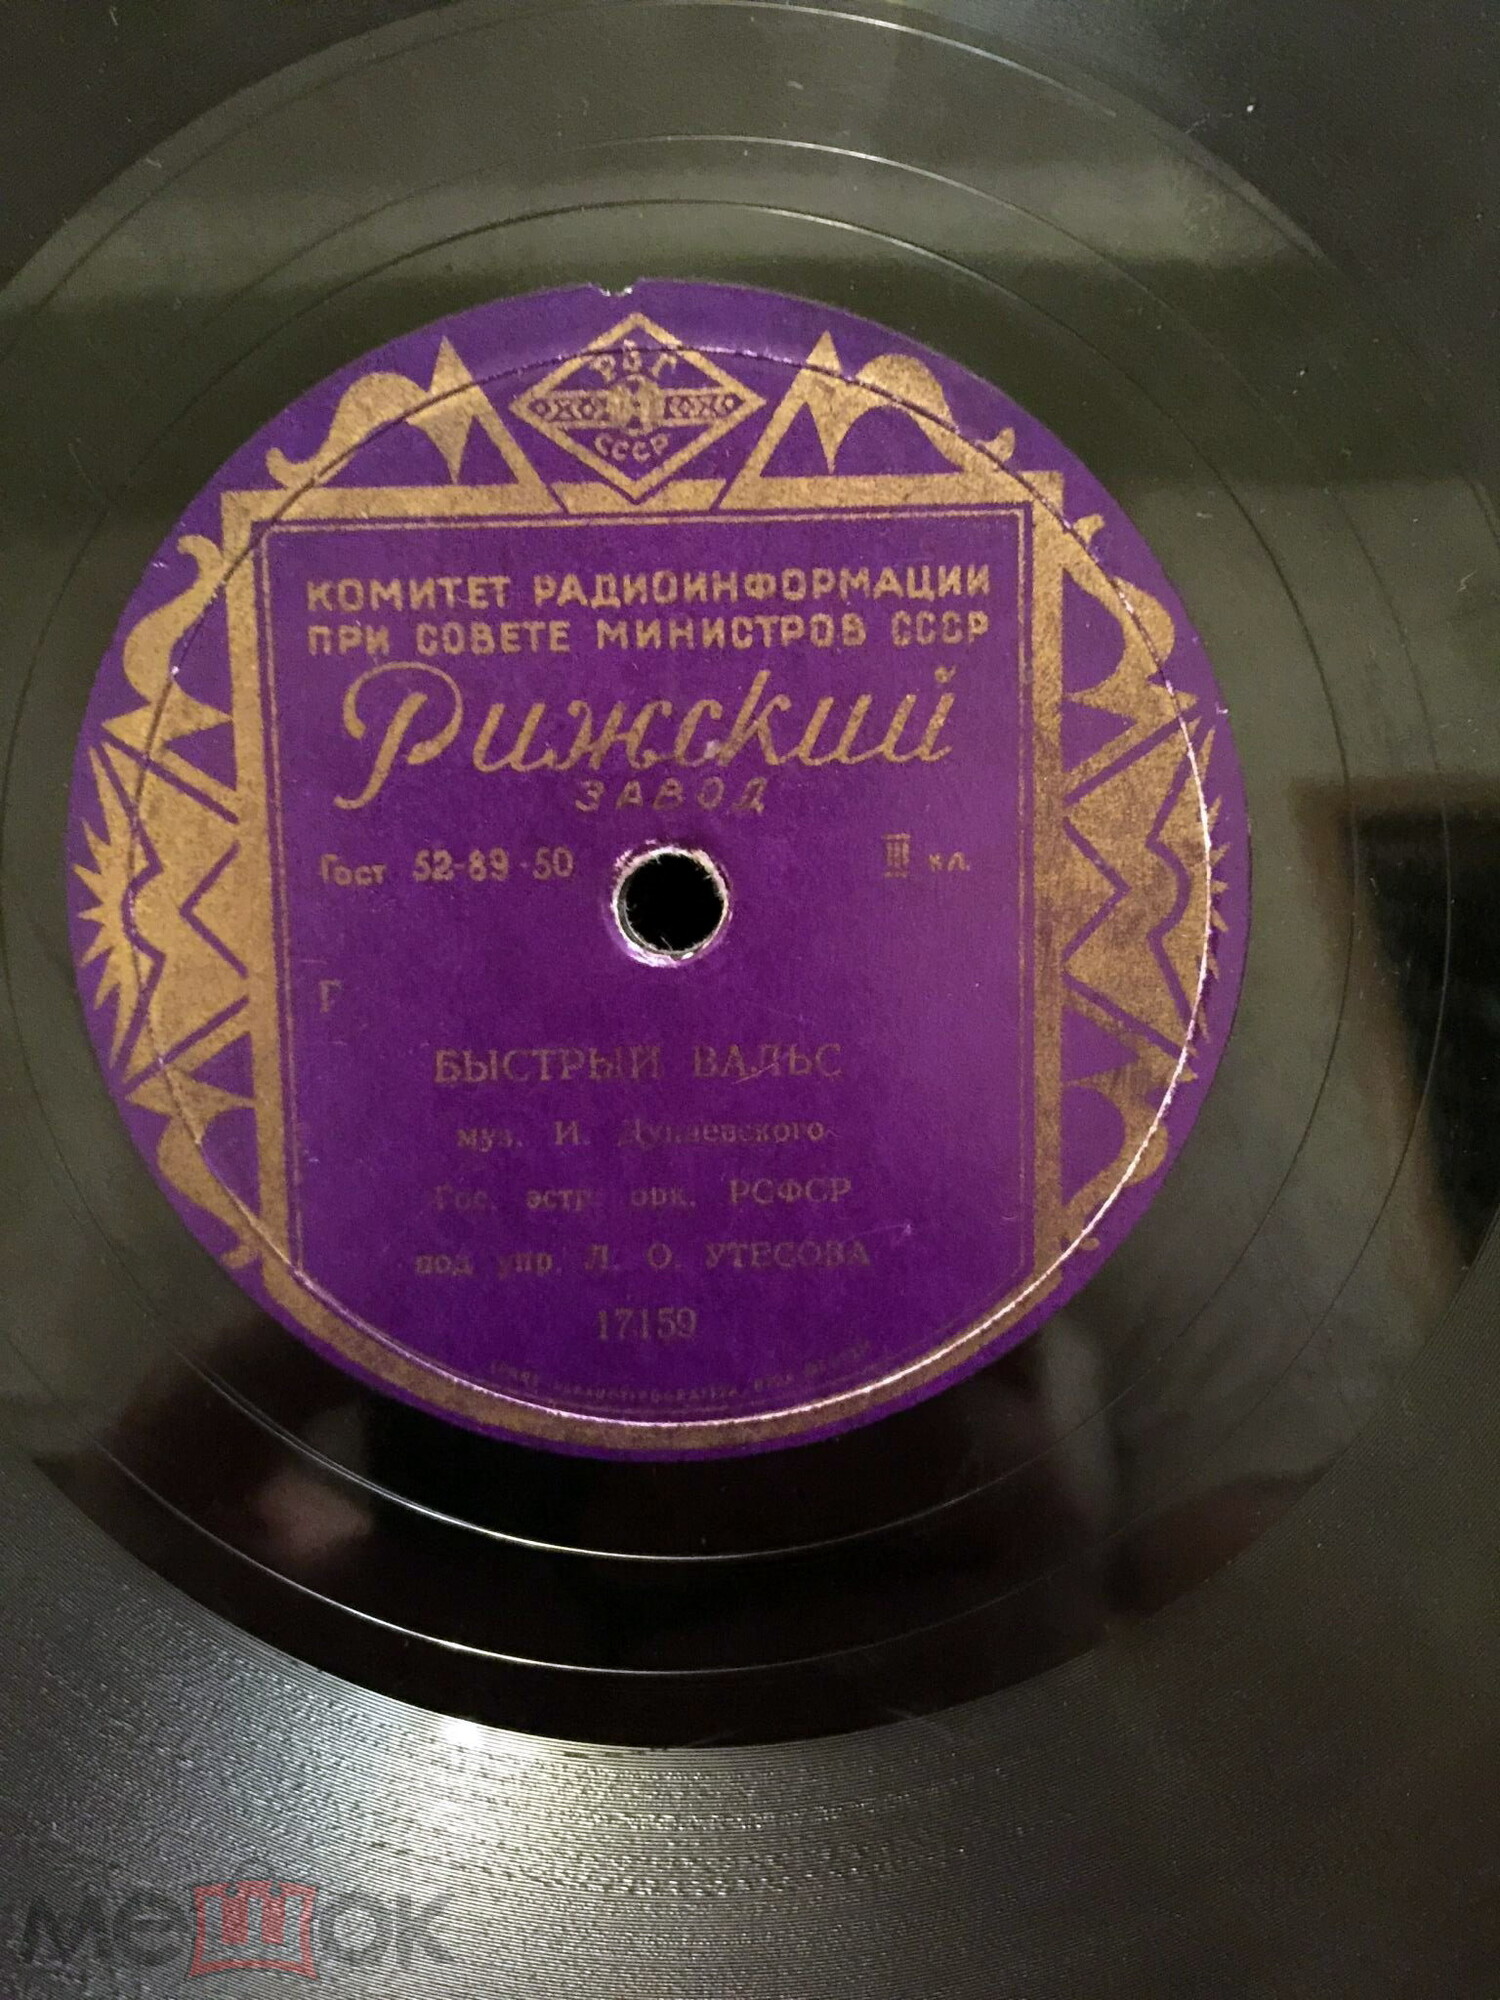 СССР
КОМИТЕТ РАДИОИНФОРМАЦИИ
ПРИ СОВЕТЕ МИНИСТРОВ СССР
Рижский
ЗАВОД
Гост 52-89-50 III кл.
Г
БЫСТРЫЙ ВАЛЬС
муз. И. Дунаевского
Гос. эстр. орк. РСФСР
под упр. Л. О. УТЕСОВА
17159
мешок